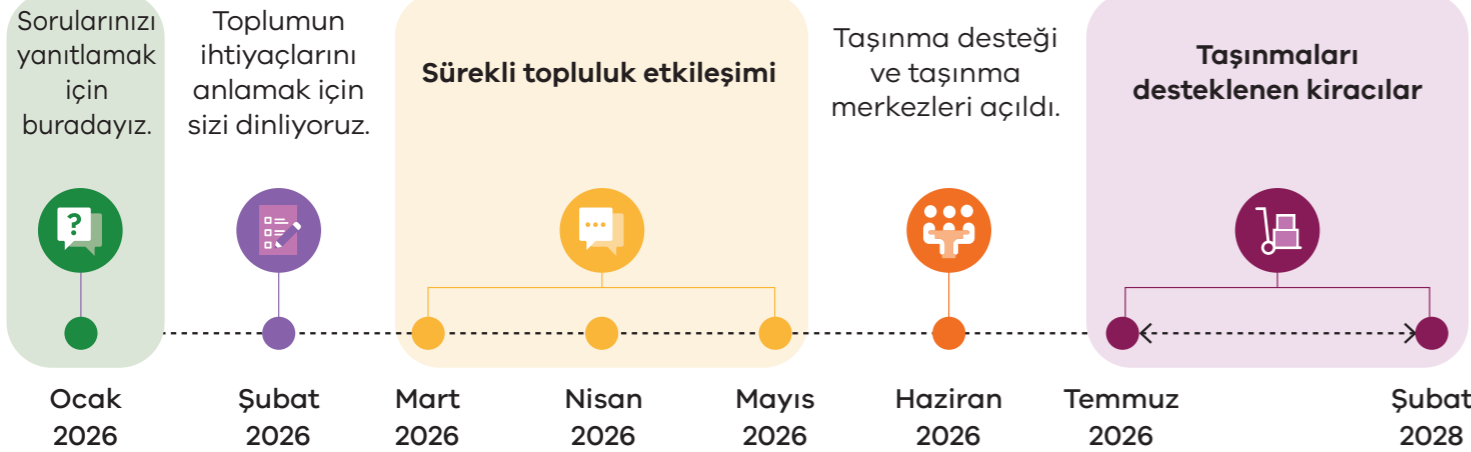 Sorularınızı
yanıtlamak
için
buradayız.
Toplumun
ihtiyaçlarını
anlamak için
sizi dinliyoruz.
Sürekli topluluk etkileşimi
Taşınma desteği
ve taşınma
merkezleri açıldı.
Taşınmaları
desteklenen kiracılar
?
Ocak
2026
Şubat
2026
Mart
2026
Nisan
2026
Mayıs
2026
Haziran
2026
Temmuz
2026
Şubat
2028